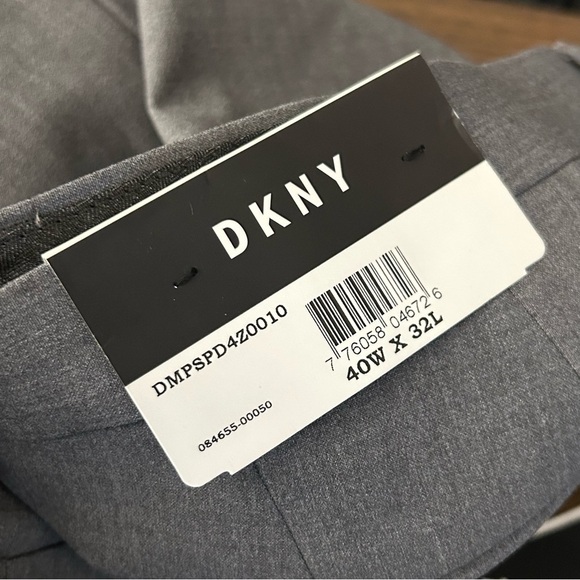 DKNY
DMPSPD4Z0010
7 76058 04672 6
40W X 32L
084655-00050